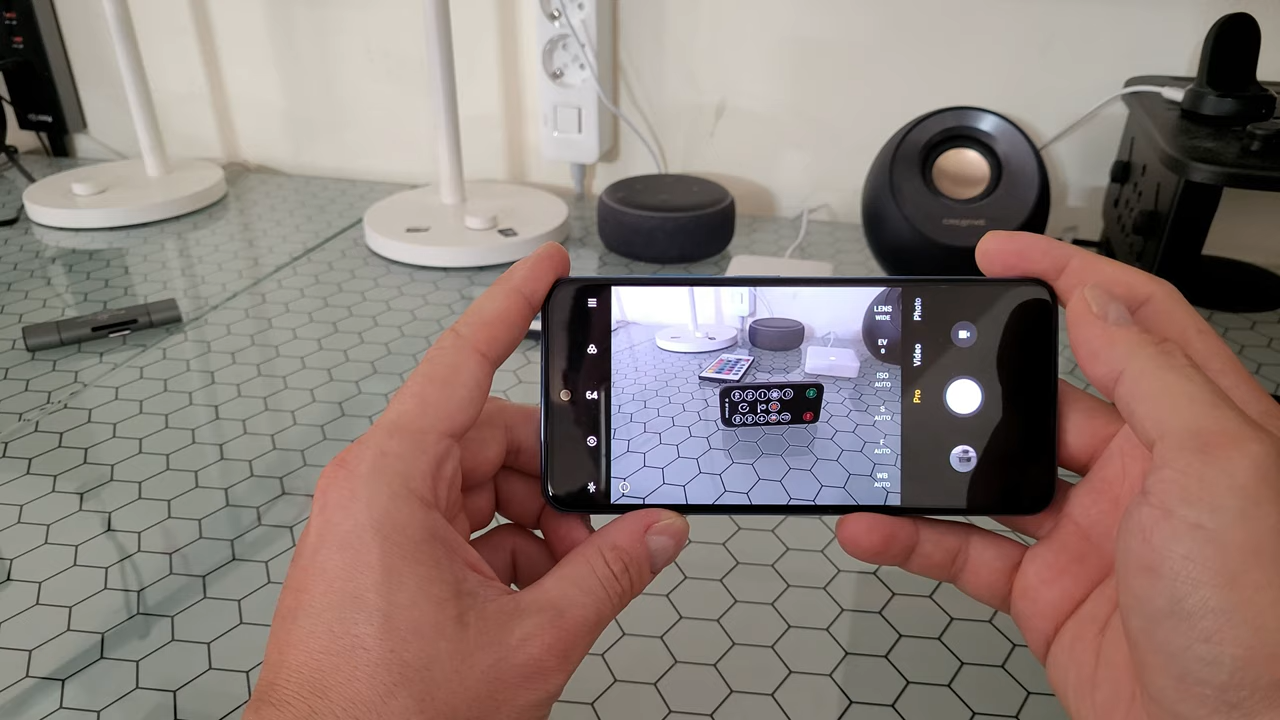 CREATIVE
64
LENS
WIDE
EV
0
ISO
AUTO
S
AUTO
F
AUTO
WB
AUTO
Photo
Video
Pro